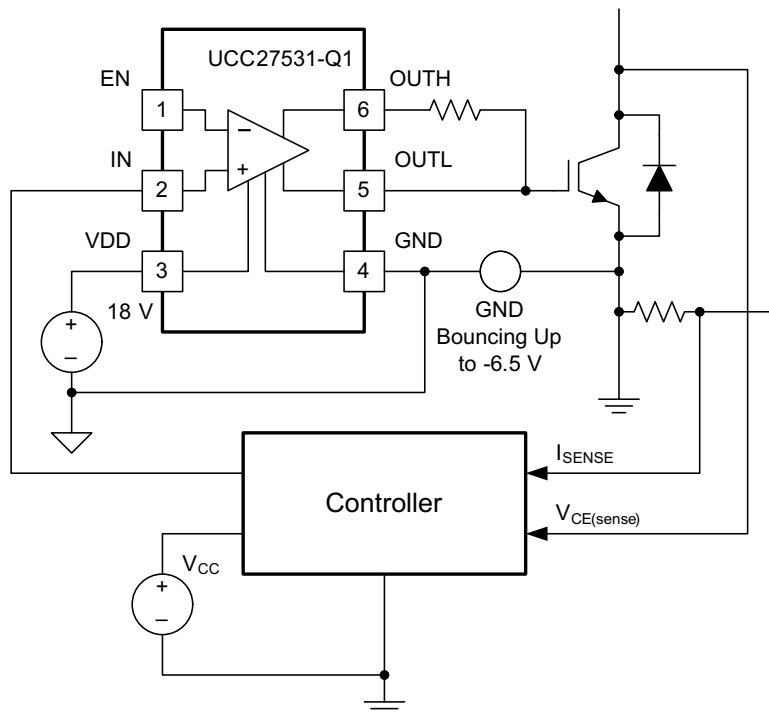 UCC27531-Q1
EN
OUTH
1
6
−
IN
OUTL
+
2
5
VDD
GND
3
4
18 V
+
−
GND
Bouncing Up
to -6.5 V
ISENSE
Controller
VCE(sense)
VCC
+
−